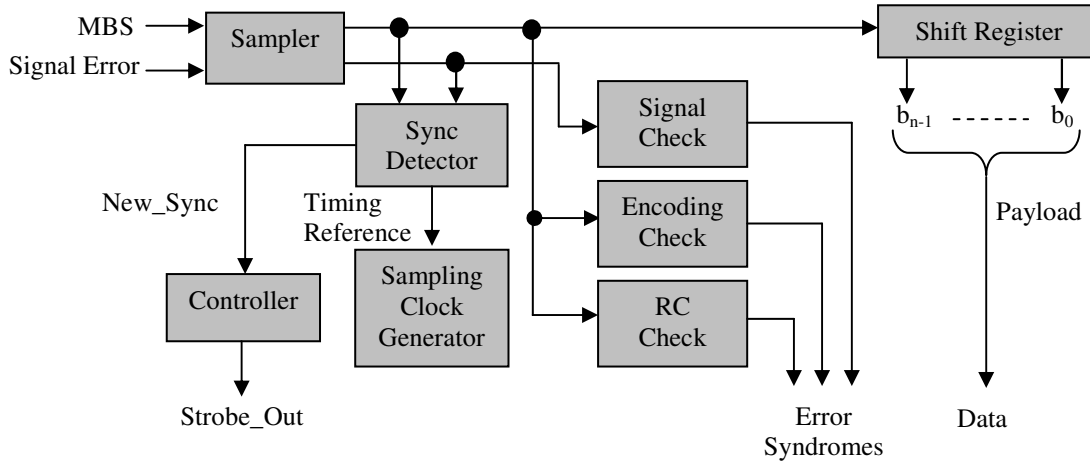 MBS
Signal Error
Sampler
Shift Register
b_{n-1} ------ b_0
Sync
Detector
Signal
Check
New_Sync
Timing
Reference
Encoding
Check
Payload
Controller
Sampling
Clock
Generator
RC
Check
Strobe_Out
Error
Syndromes
Data